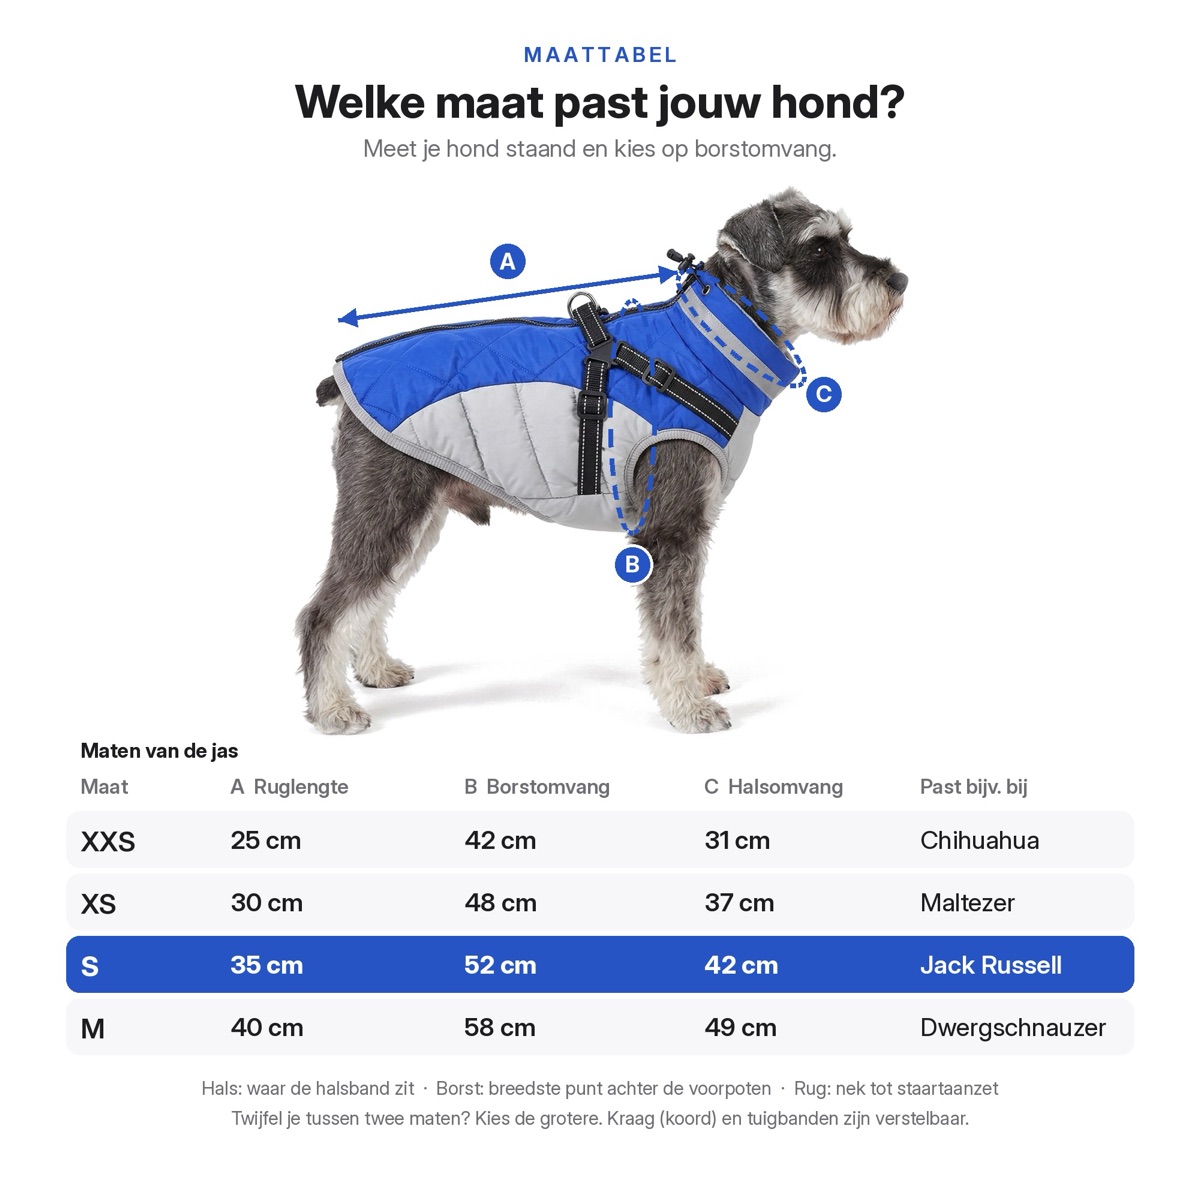 MAATTABEL
Welke maat past jouw hond?
Meet je hond staand en kies op borstomvang.
A
C
B
Maten van de jas
Maat A Ruglengte B Borstomvang C Halsomvang Past bijv. bij
XXS 25 cm 42 cm 31 cm Chihuahua
XS 30 cm 48 cm 37 cm Maltezer
S 35 cm 52 cm 42 cm Jack Russell
M 40 cm 58 cm 49 cm Dwergschnauzer
Hals: waar de halsband zit · Borst: breedste punt achter de voorpoten · Rug: nek tot staartaanzet
Twijfel je tussen twee maten? Kies de grotere. Kraag (koord) en tuigbanden zijn verstelbaar.